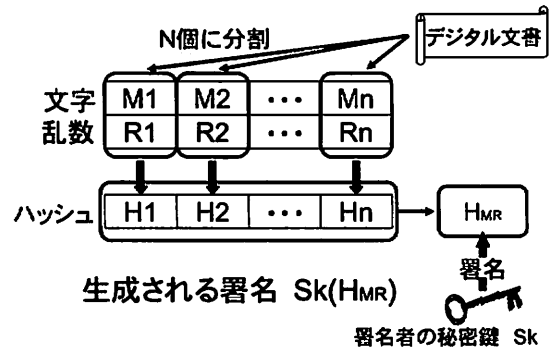 N個に分割
デジタル文書
文字 M1 M2 ・・・ Mn
乱数 R1 R2 ・・・ Rn
ハッシュ H1 H2 ・・・ Hn
HMR
署名
生成される署名 Sk(HMR)
署名者の秘密鍵 Sk